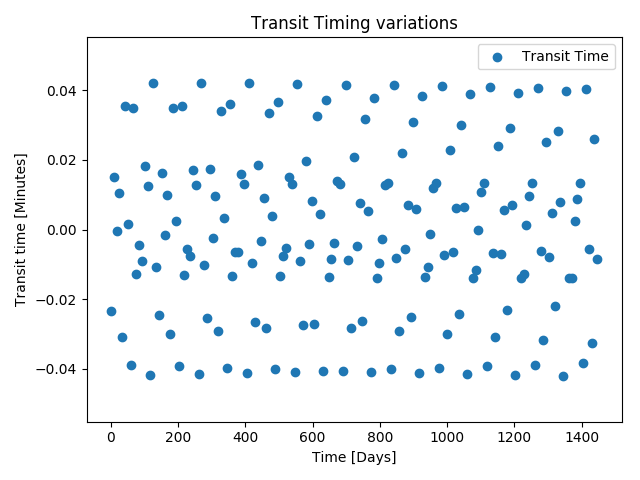 Transit Timing variations
Transit Time
Transit time [Minutes]
0.04
0.02
0.00
−0.02
−0.04
0 200 400 600 800 1000 1200 1400
Time [Days]